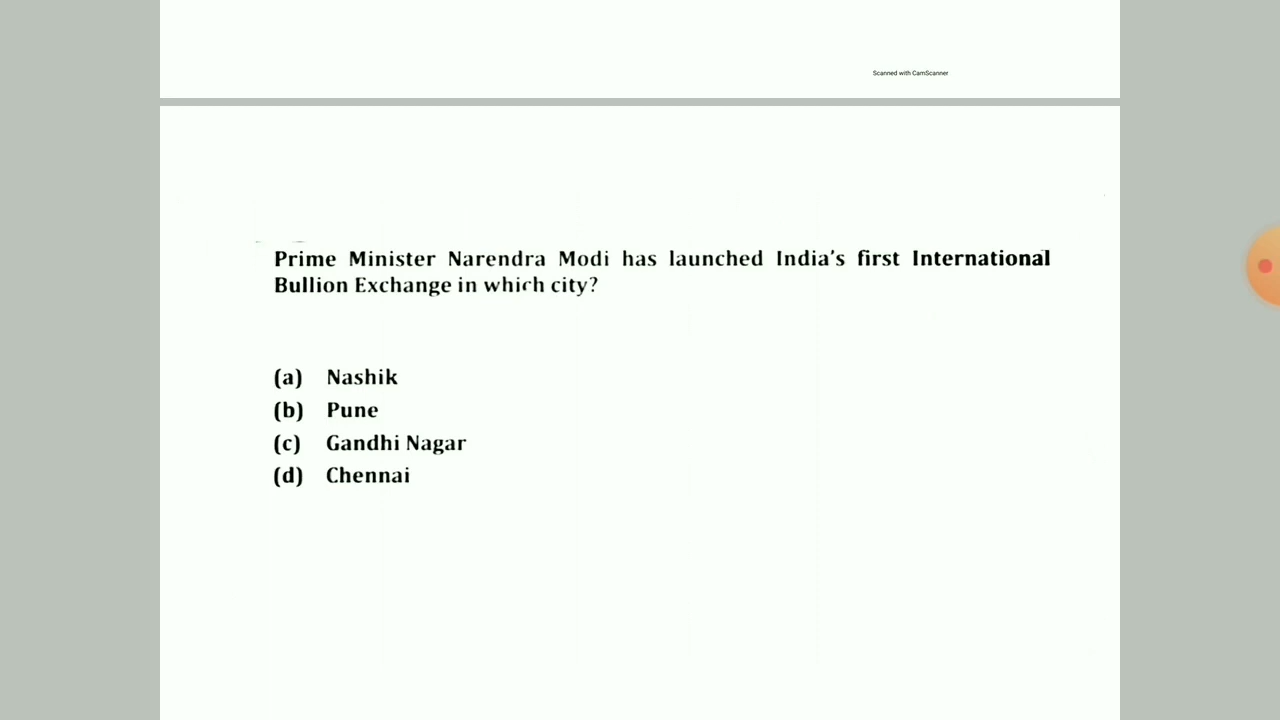 Scanned with CamScanner
Prime Minister Narendra Modi has launched India's first International
Bullion Exchange in which city?
(a) Nashik
(b) Pune
(c) Gandhi Nagar
(d) Chennai